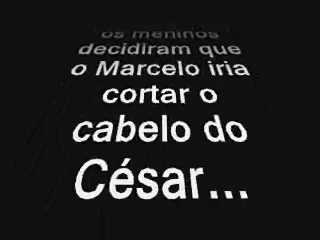 os meninos
decidiram que
o Marcelo iria
cortar o
cabelo do
César...